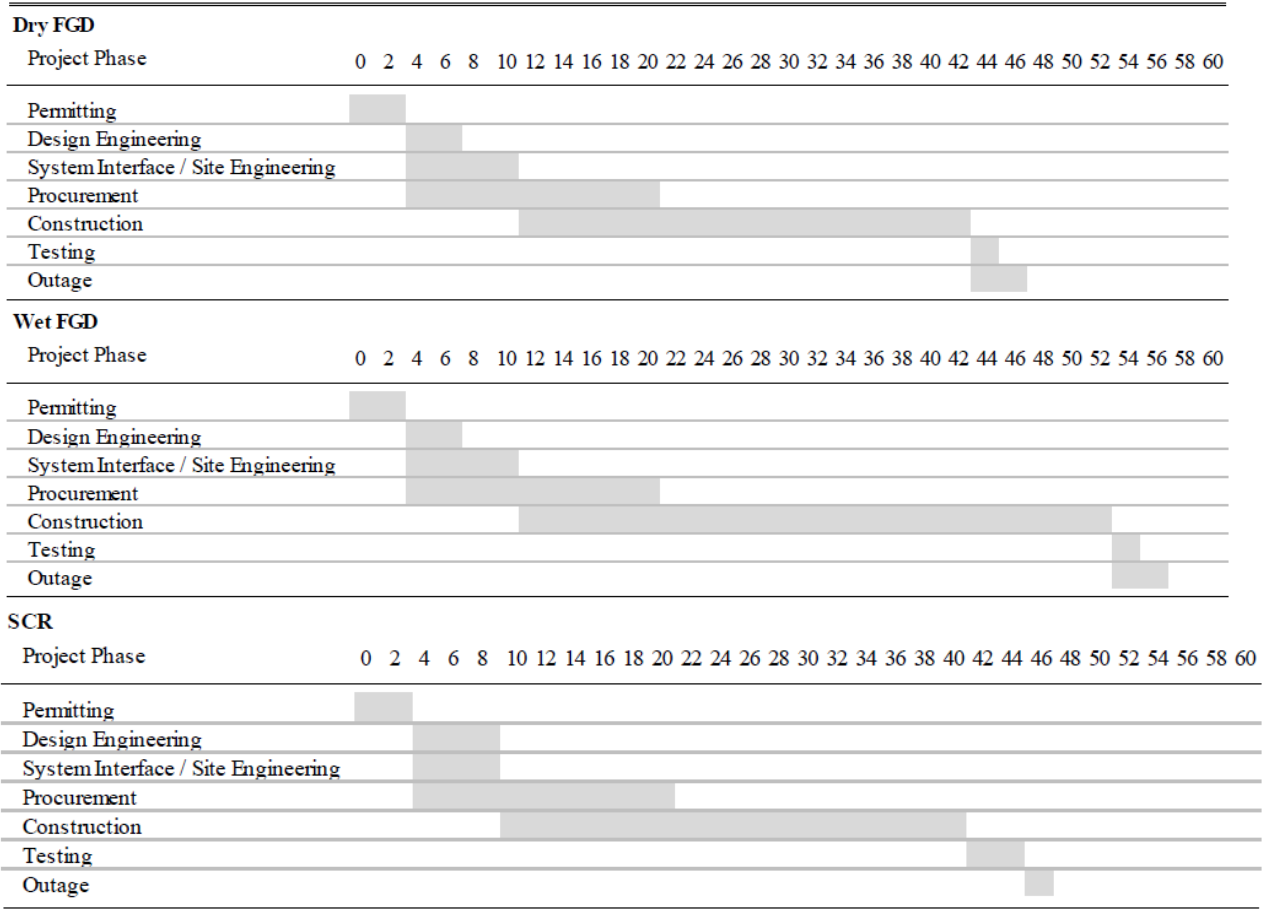 Dry FGD
Project Phase 0 2 4 6 8 10 12 14 16 18 20 22 24 26 28 30 32 34 36 38 40 42 44 46 48 50 52 54 56 58 60
Permitting
Design Engineering
System Interface / Site Engineering
Procurement
Construction
Testing
Outage
Wet FGD
Project Phase 0 2 4 6 8 10 12 14 16 18 20 22 24 26 28 30 32 34 36 38 40 42 44 46 48 50 52 54 56 58 60
Permitting
Design Engineering
System Interface / Site Engineering
Procurement
Construction
Testing
Outage
SCR
Project Phase 0 2 4 6 8 10 12 14 16 18 20 22 24 26 28 30 32 34 36 38 40 42 44 46 48 50 52 54 56 58 60
Permitting
Design Engineering
System Interface / Site Engineering
Procurement
Construction
Testing
Outage